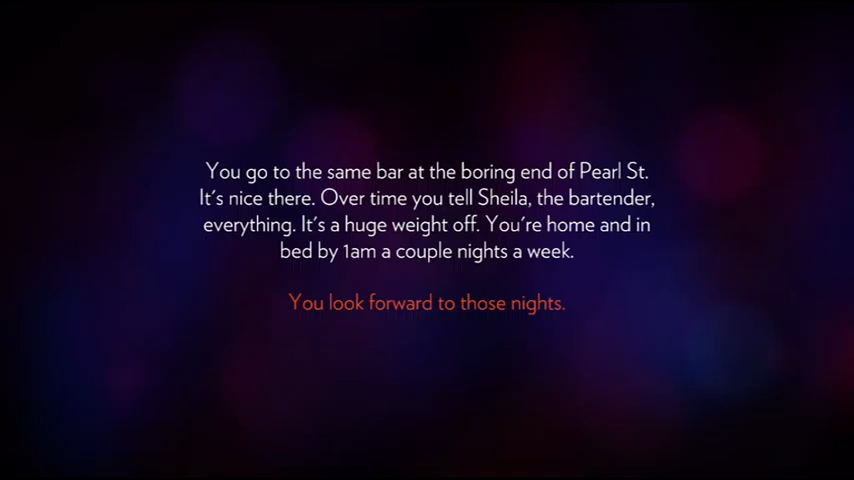 You go to the same bar at the boring end of Pearl St.
It's nice there. Over time you tell Sheila, the bartender,
everything. It's a huge weight off. You're home and in
bed by 1am a couple nights a week.
You look forward to those nights.